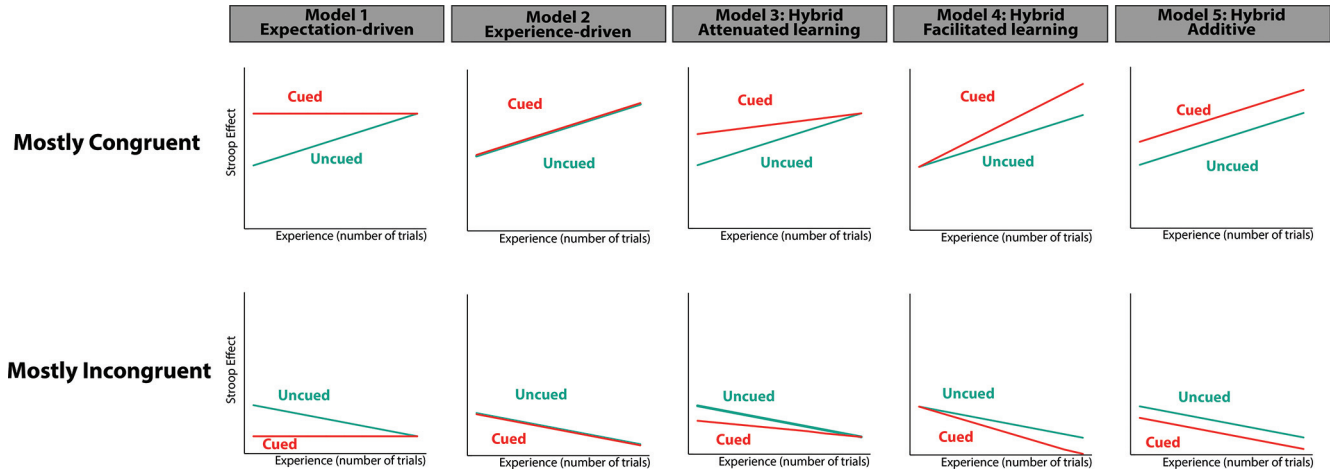 Model 1
Expectation-driven
Model 2
Experience-driven
Model 3: Hybrid
Attenuated learning
Model 4: Hybrid
Facilitated learning
Model 5: Hybrid
Additive
Mostly Congruent
Stroop Effect
Cued
Uncued
Experience (number of trials)
Cued
Uncued
Experience (number of trials)
Cued
Uncued
Experience (number of trials)
Cued
Uncued
Experience (number of trials)
Cued
Uncued
Experience (number of trials)
Mostly Incongruent
Stroop Effect
Uncued
Cued
Experience (number of trials)
Uncued
Cued
Experience (number of trials)
Uncued
Cued
Experience (number of trials)
Uncued
Cued
Experience (number of trials)
Uncued
Cued
Experience (number of trials)